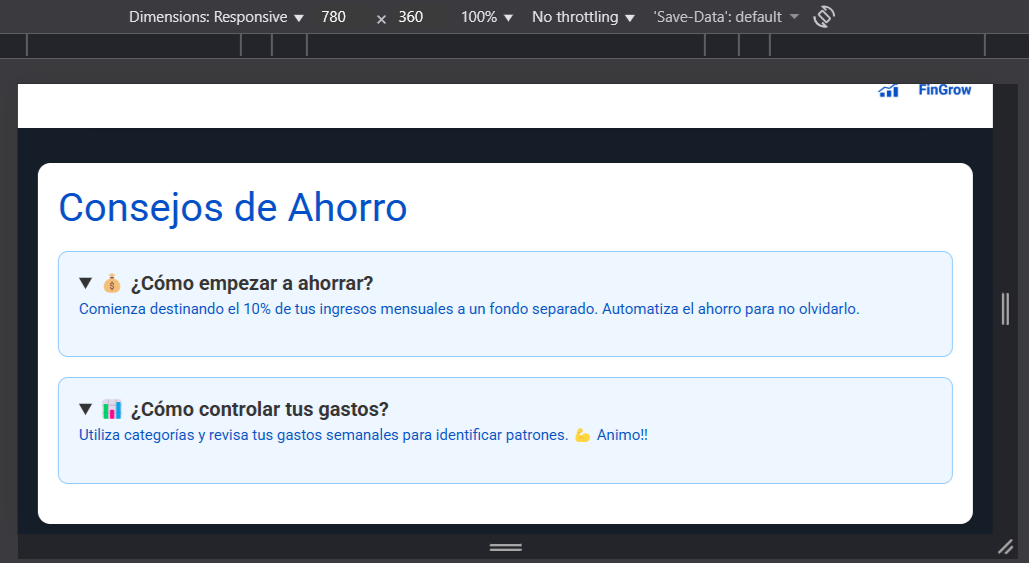 Dimensions: Responsive 780 × 360 100% No throttling 'Save-Data': default
FinGrow
Consejos de Ahorro
¿Cómo empezar a ahorrar?
Comienza destinando el 10% de tus ingresos mensuales a un fondo separado. Automatiza el ahorro para no olvidarlo.
¿Cómo controlar tus gastos?
Utiliza categorías y revisa tus gastos semanales para identificar patrones. 💪 Animo!!